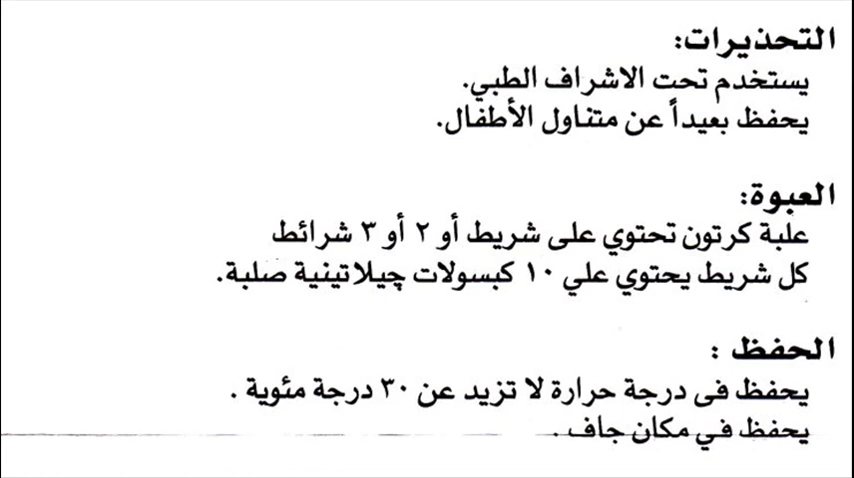 التحذيرات:
يستخدم تحت الاشراف الطبي.
يحفظ بعيداً عن متناول الأطفال.
العبوة:
علبة كرتون تحتوي على شريط أو ٢ أو ٣ شرائط
كل شريط يحتوي علي ١٠ كبسولات چيلاتينية صلبة.
الحفظ :
يحفظ فى درجة حرارة لا تزيد عن ٣٠ درجة مئوية .
يحفظ في مكان جاف .